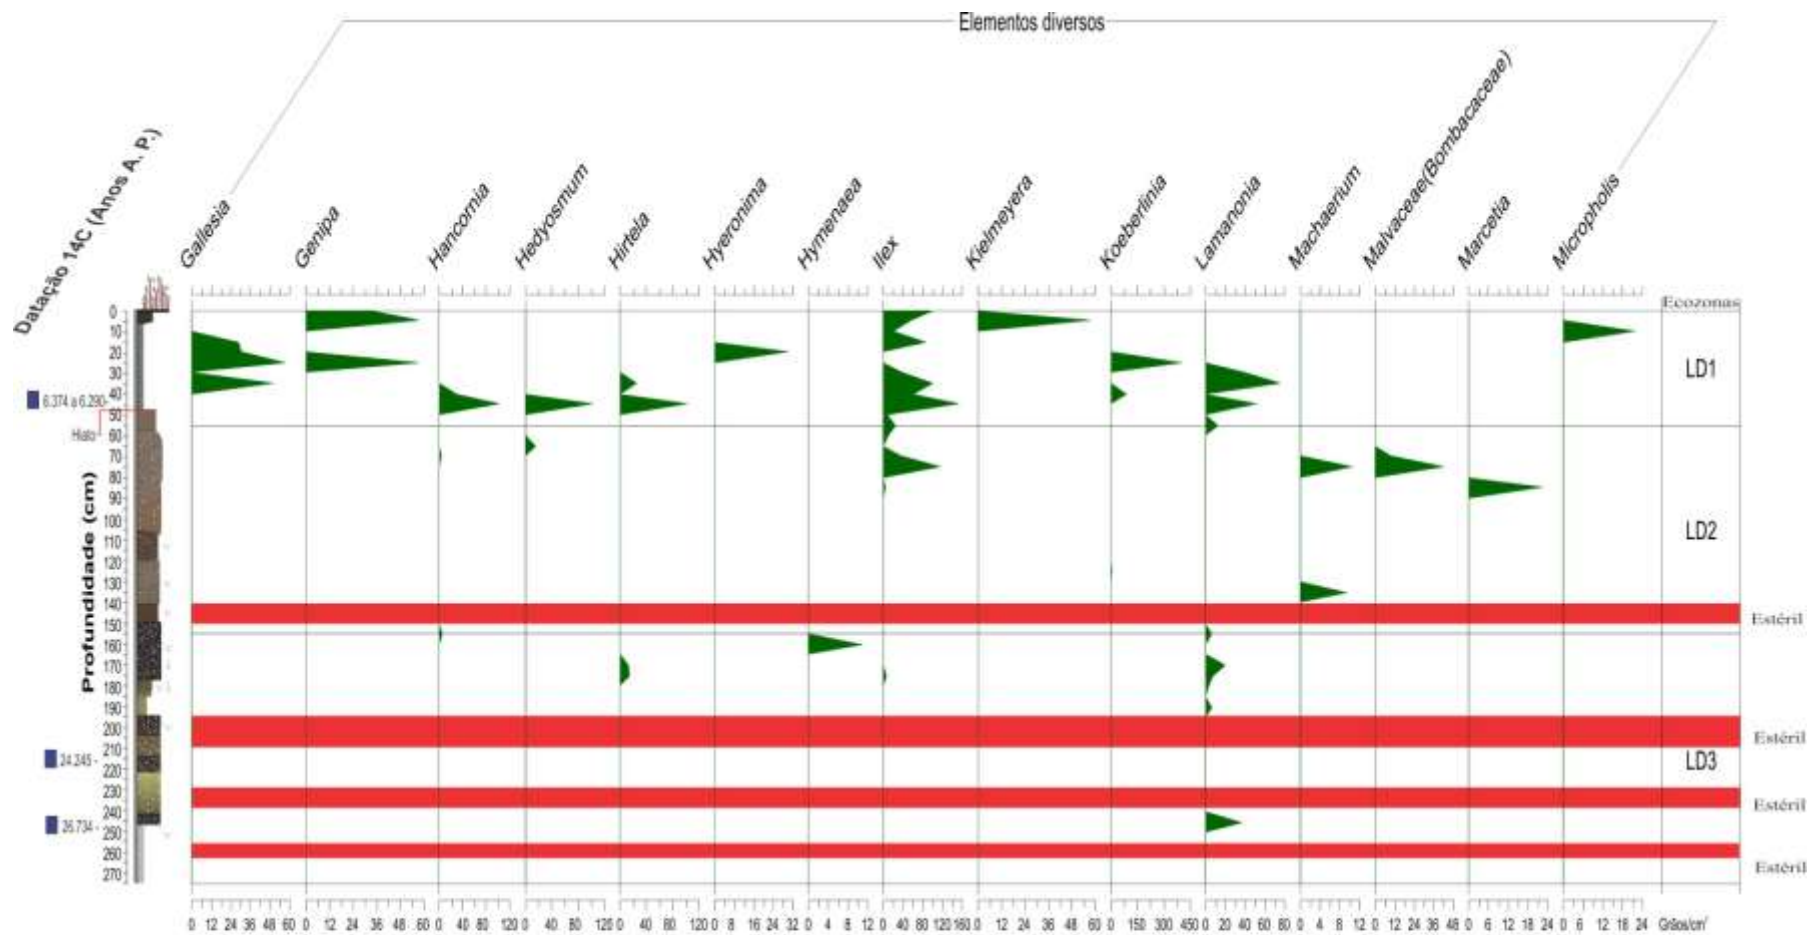 Elementos diversos
Datação 14C (Anos A. P.)
Gallesia
Genipa
Hancornia
Hedyosmum
Hirtela
Hyeronima
Hymenaea
Ilex
Kielmeyera
Koeberlinia
Lamanonia
Machaerium
Malvaceae(Bombacaceae)
Marcetia
Micropholis
Ecozonas
0
10
20
30
40
50
60
70
80
90
100
110
120
130
140
150
160
170
180
190
200
210
220
230
240
250
260
270
Profundidade (cm)
6.374 a 6.290-
Hiato
24.245 -
26.734 -
LD1
LD2
LD3
Estéril
Estéril
Estéril
Estéril
0 12 24 36 48 60
0 12 24 36 48 60
0 40 80 120
0 40 80 120
0 40 80 120
0 8 16 24 32
0 4 8 12
0 40 80 120 160
0 12 24 36 48 60
0 150 300 450
0 20 40 60 80
0 4 8 12
0 12 24 36 48
0 6 12 18 24
0 6 12 18 24